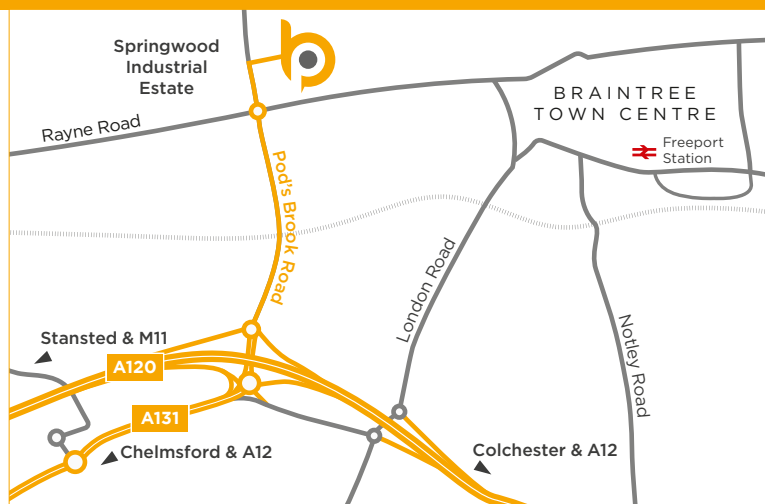 Springwood
Industrial
Estate
BRAINTREE
TOWN CENTRE
Rayne Road
Freeport
Station
Pod's Brook Road
London Road
Notley Road
Stansted & M11
A120
A131
Chelmsford & A12
Colchester & A12